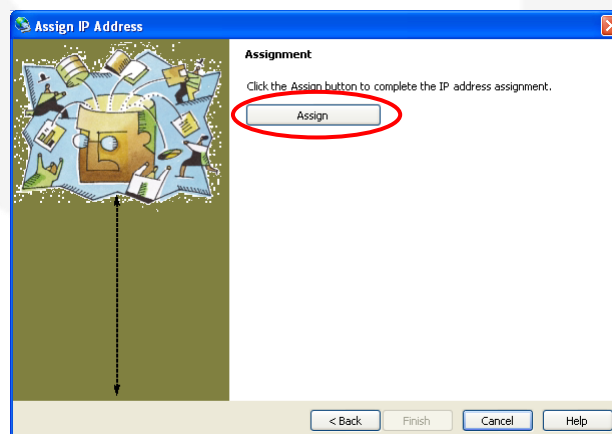 Assign IP Address
Assignment
Click the Assign button to complete the IP address assignment.
Assign
< Back Finish Cancel Help